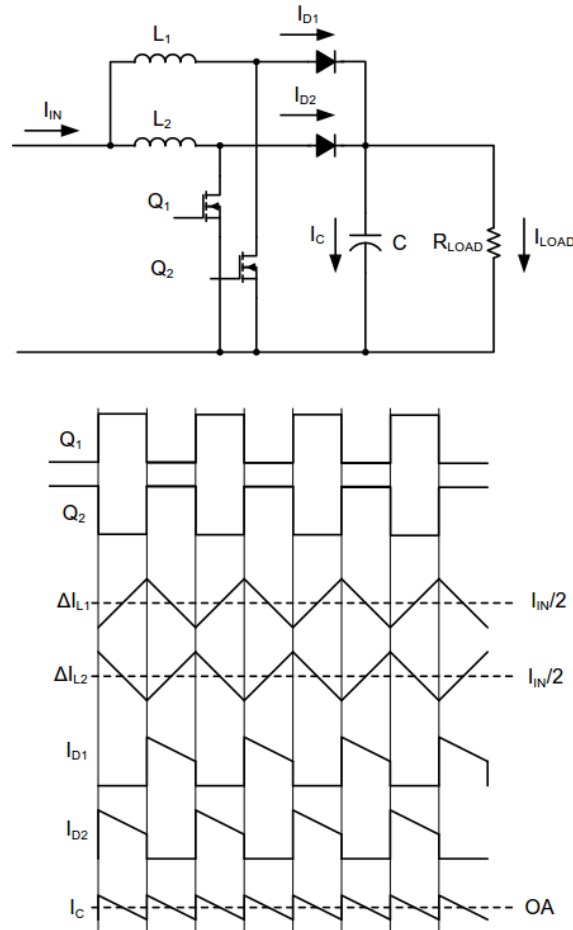 I_D1
L_1
I_D2
I_IN
L_2
Q_1
I_C
C
R_LOAD
I_LOAD
Q_2
Q_1
Q_2
ΔI_L1
I_IN/2
ΔI_L2
I_IN/2
I_D1
I_D2
I_C
OA